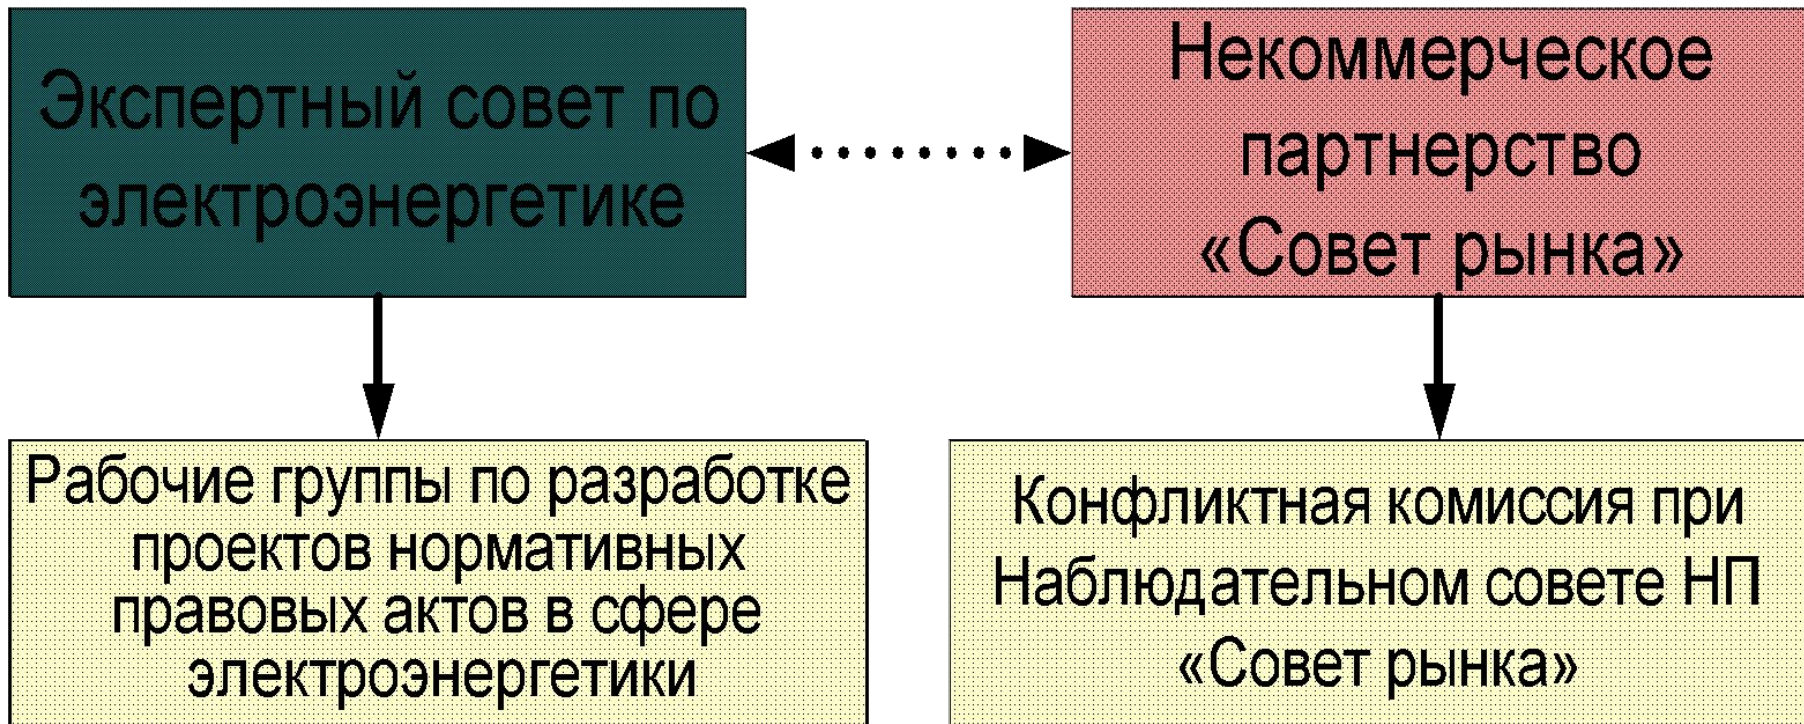 Экспертный совет по
электроэнергетике
Некоммерческое
партнерство
«Совет рынка»
Рабочие группы по разработке
проектов нормативных
правовых актов в сфере
электроэнергетики
Конфликтная комиссия при
Наблюдательном совете НП
«Совет рынка»